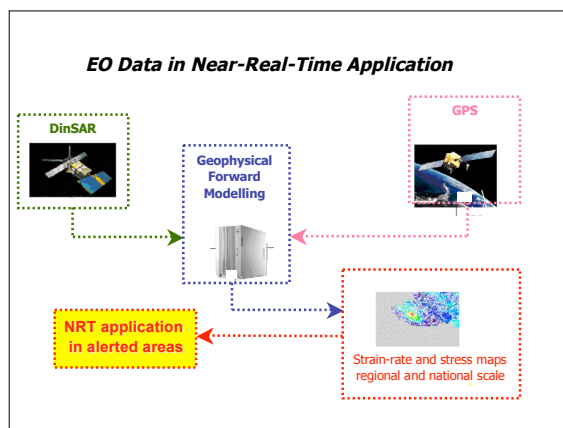 EO Data in Near-Real-Time Application
DinSAR
GPS
Geophysical
Forward
Modelling
NRT application
in alerted areas
Strain-rate and stress maps
regional and national scale